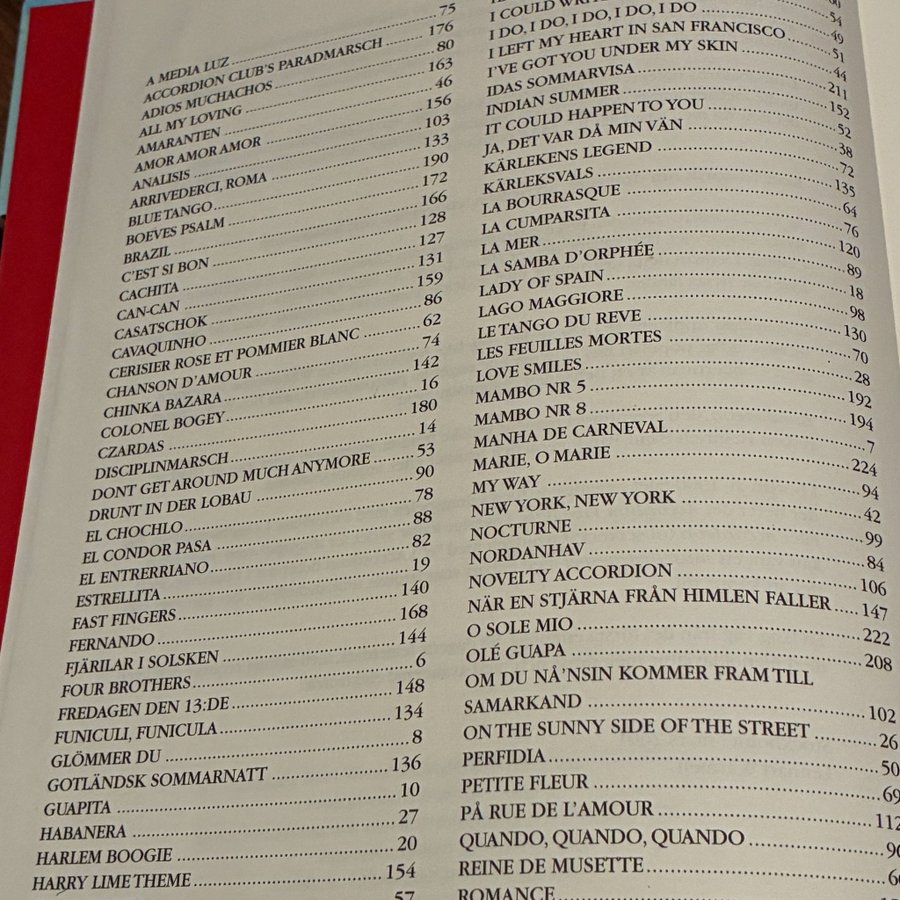 A MEDIA LUZ ........ 75
ACCORDION CLUB'S PARADMARSCH ........ 176
ADIOS MUCHACHOS ........ 80
ALL MY LOVING ........ 163
AMARANTEN ........ 46
AMOR AMOR AMOR ........ 156
ANALISIS ........ 103
ARRIVEDERCI, ROMA ........ 133
BLUE TANGO ........ 190
BOEVES PSALM ........ 172
BRAZIL ........ 166
C'EST SI BON ........ 128
CACHITA ........ 127
CAN-CAN ........ 131
CASATSCHOK ........ 159
CAVAQUINHO ........ 86
CERISIER ROSE ET POMMIER BLANC ........ 62
CHANSON D'AMOUR ........ 74
CHINKA BAZARA ........ 142
COLONEL BOGEY ........ 16
CZARDAS ........ 180
DISCIPLINMARSCH ........ 14
DONT GET AROUND MUCH ANYMORE ........ 53
DRUNT IN DER LOBAU ........ 90
EL CHOCHLO ........ 78
EL CONDOR PASA ........ 88
EL ENTRERRIANO ........ 82
ESTRELLITA ........ 19
FAST FINGERS ........ 140
FERNANDO ........ 168
FJÄRILAR I SOLSKEN ........ 144
FOUR BROTHERS ........ 6
FREDAGEN DEN 13:DE ........ 148
FUNICULI, FUNICULA ........ 134
GLÖMMER DU ........ 8
GOTLÄNDSK SOMMARNATT ........ 136
GUAPITA ........ 10
HABANERA ........ 27
HARLEM BOOGIE ........ 20
HARRY LIME THEME ........ 154
57
I COULD ........ 54
I DO, I DO, I DO, I DO, I DO ........ 49
I LEFT MY HEART IN SAN FRANCISCO ........ 51
I'VE GOT YOU UNDER MY SKIN ........ 44
IDAS SOMMARVISA ........ 211
INDIAN SUMMER ........ 152
IT COULD HAPPEN TO YOU ........ 52
JA, DET VAR DÅ MIN VÄN ........ 38
KÄRLEKENS LEGEND ........ 72
KÄRLEKSVALS ........ 135
LA BOURRASQUE ........ 64
LA CUMPARSITA ........ 76
LA MER ........ 120
LA SAMBA D'ORPHÉE ........ 89
LADY OF SPAIN ........ 18
LAGO MAGGIORE ........ 98
LE TANGO DU REVE ........ 130
LES FEUILLES MORTES ........ 70
LOVE SMILES ........ 28
MAMBO NR 5 ........ 192
MAMBO NR 8 ........ 194
MANHA DE CARNEVAL ........ 7
MARIE, O MARIE ........ 224
MY WAY ........ 94
NEW YORK, NEW YORK ........ 42
NOCTURNE ........ 99
NORDANHAV ........ 84
NOVELTY ACCORDION ........ 106
NÄR EN STJÄRNA FRÅN HIMLEN FALLER ..... 147
O SOLE MIO ........ 222
OLÉ GUAPA ........ 208
OM DU NÅ'NSIN KOMMER FRAM TILL
SAMARKAND ........ 102
ON THE SUNNY SIDE OF THE STREET ........ 26
PERFIDIA ........ 50
PETITE FLEUR ........ 69
PÅ RUE DE L'AMOUR ........ 112
QUANDO, QUANDO, QUANDO ........
REINE DE MUSETTE ........
ROMANCE ........